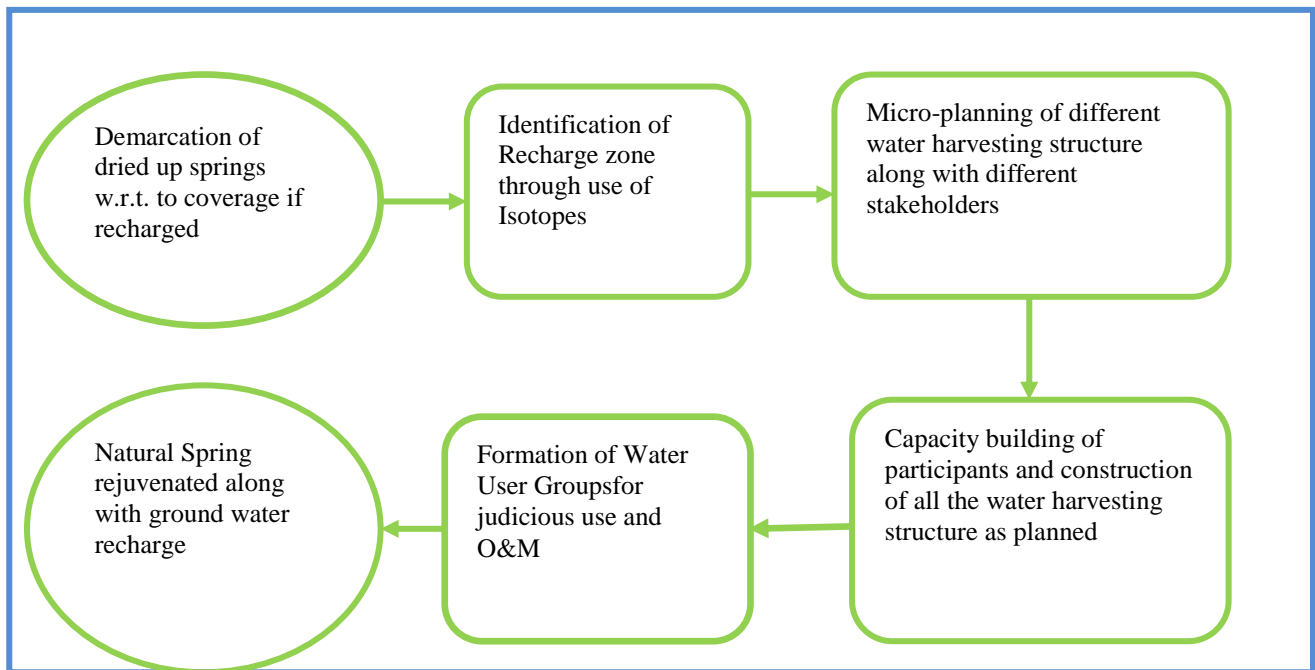 Demarcation of
dried up springs
w.r.t. to coverage if
recharged
Identification of
Recharge zone
through use of
Isotopes
Micro-planning of different
water harvesting structure
along with different
stakeholders
Capacity building of
participants and construction
of all the water harvesting
structure as planned
Formation of Water
User Groupsfor
judicious use and
O&M
Natural Spring
rejuvenated along
with ground water
recharge